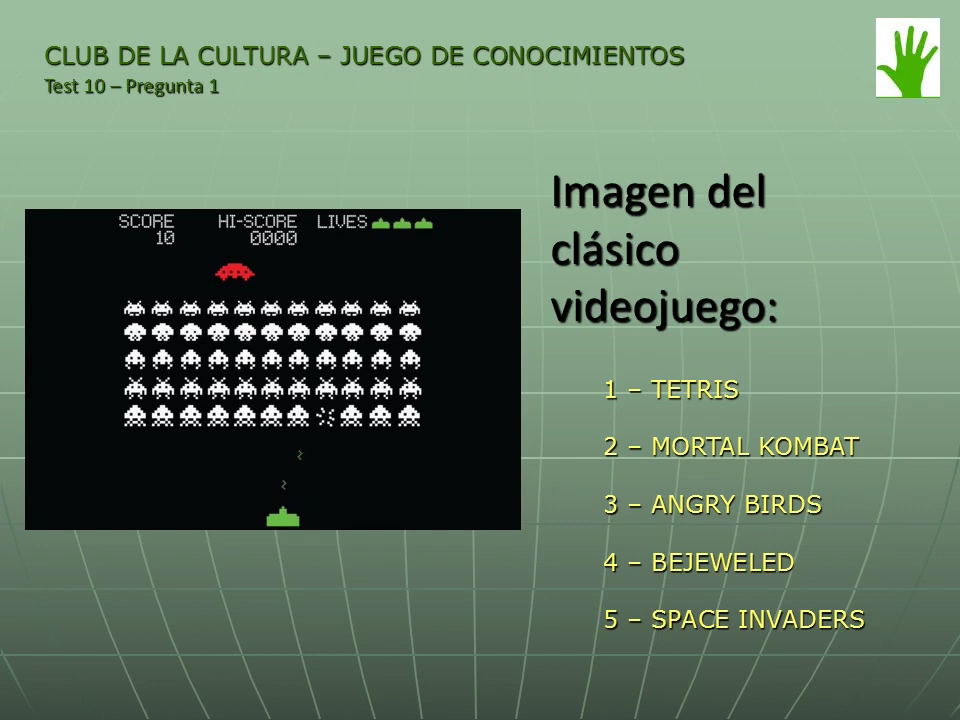 CLUB DE LA CULTURA – JUEGO DE CONOCIMIENTOS
Test 10 – Pregunta 1
SCORE HI-SCORE LIVES
10 0000
Imagen del
clásico
videojuego:
1 – TETRIS
2 – MORTAL KOMBAT
3 – ANGRY BIRDS
4 – BEJEWELED
5 – SPACE INVADERS